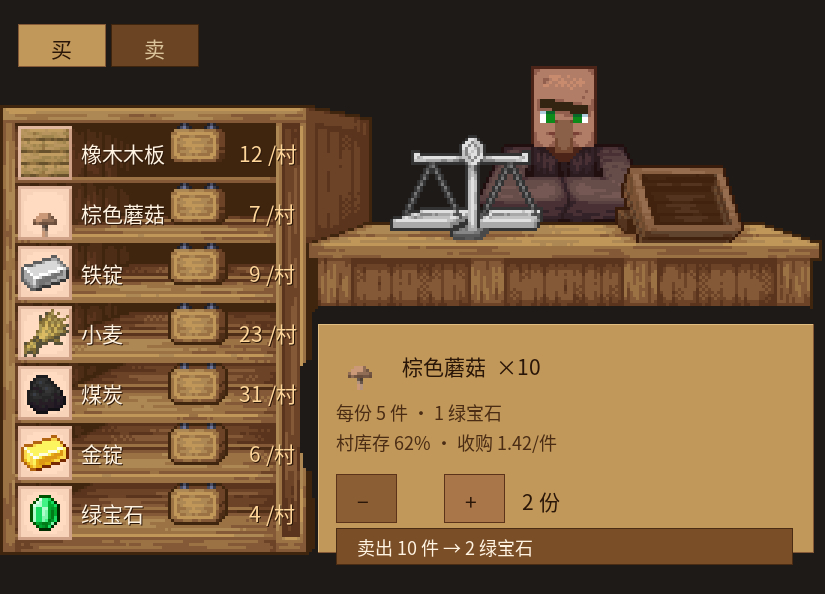 买
卖
橡木木板 12 /村
棕色蘑菇 7 /村
铁锭 9 /村
小麦 23 /村
煤炭 31 /村
金锭 6 /村
绿宝石 4 /村
棕色蘑菇 ×10
每份 5 件 · 1 绿宝石
村库存 62% · 收购 1.42/件
− + 2 份
卖出 10 件 → 2 绿宝石